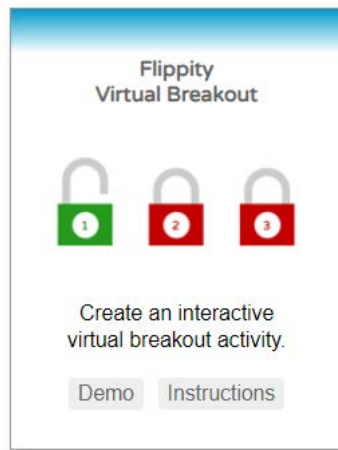 Flippity
Virtual Breakout
1 2 3
Create an interactive
virtual breakout activity.
Demo Instructions